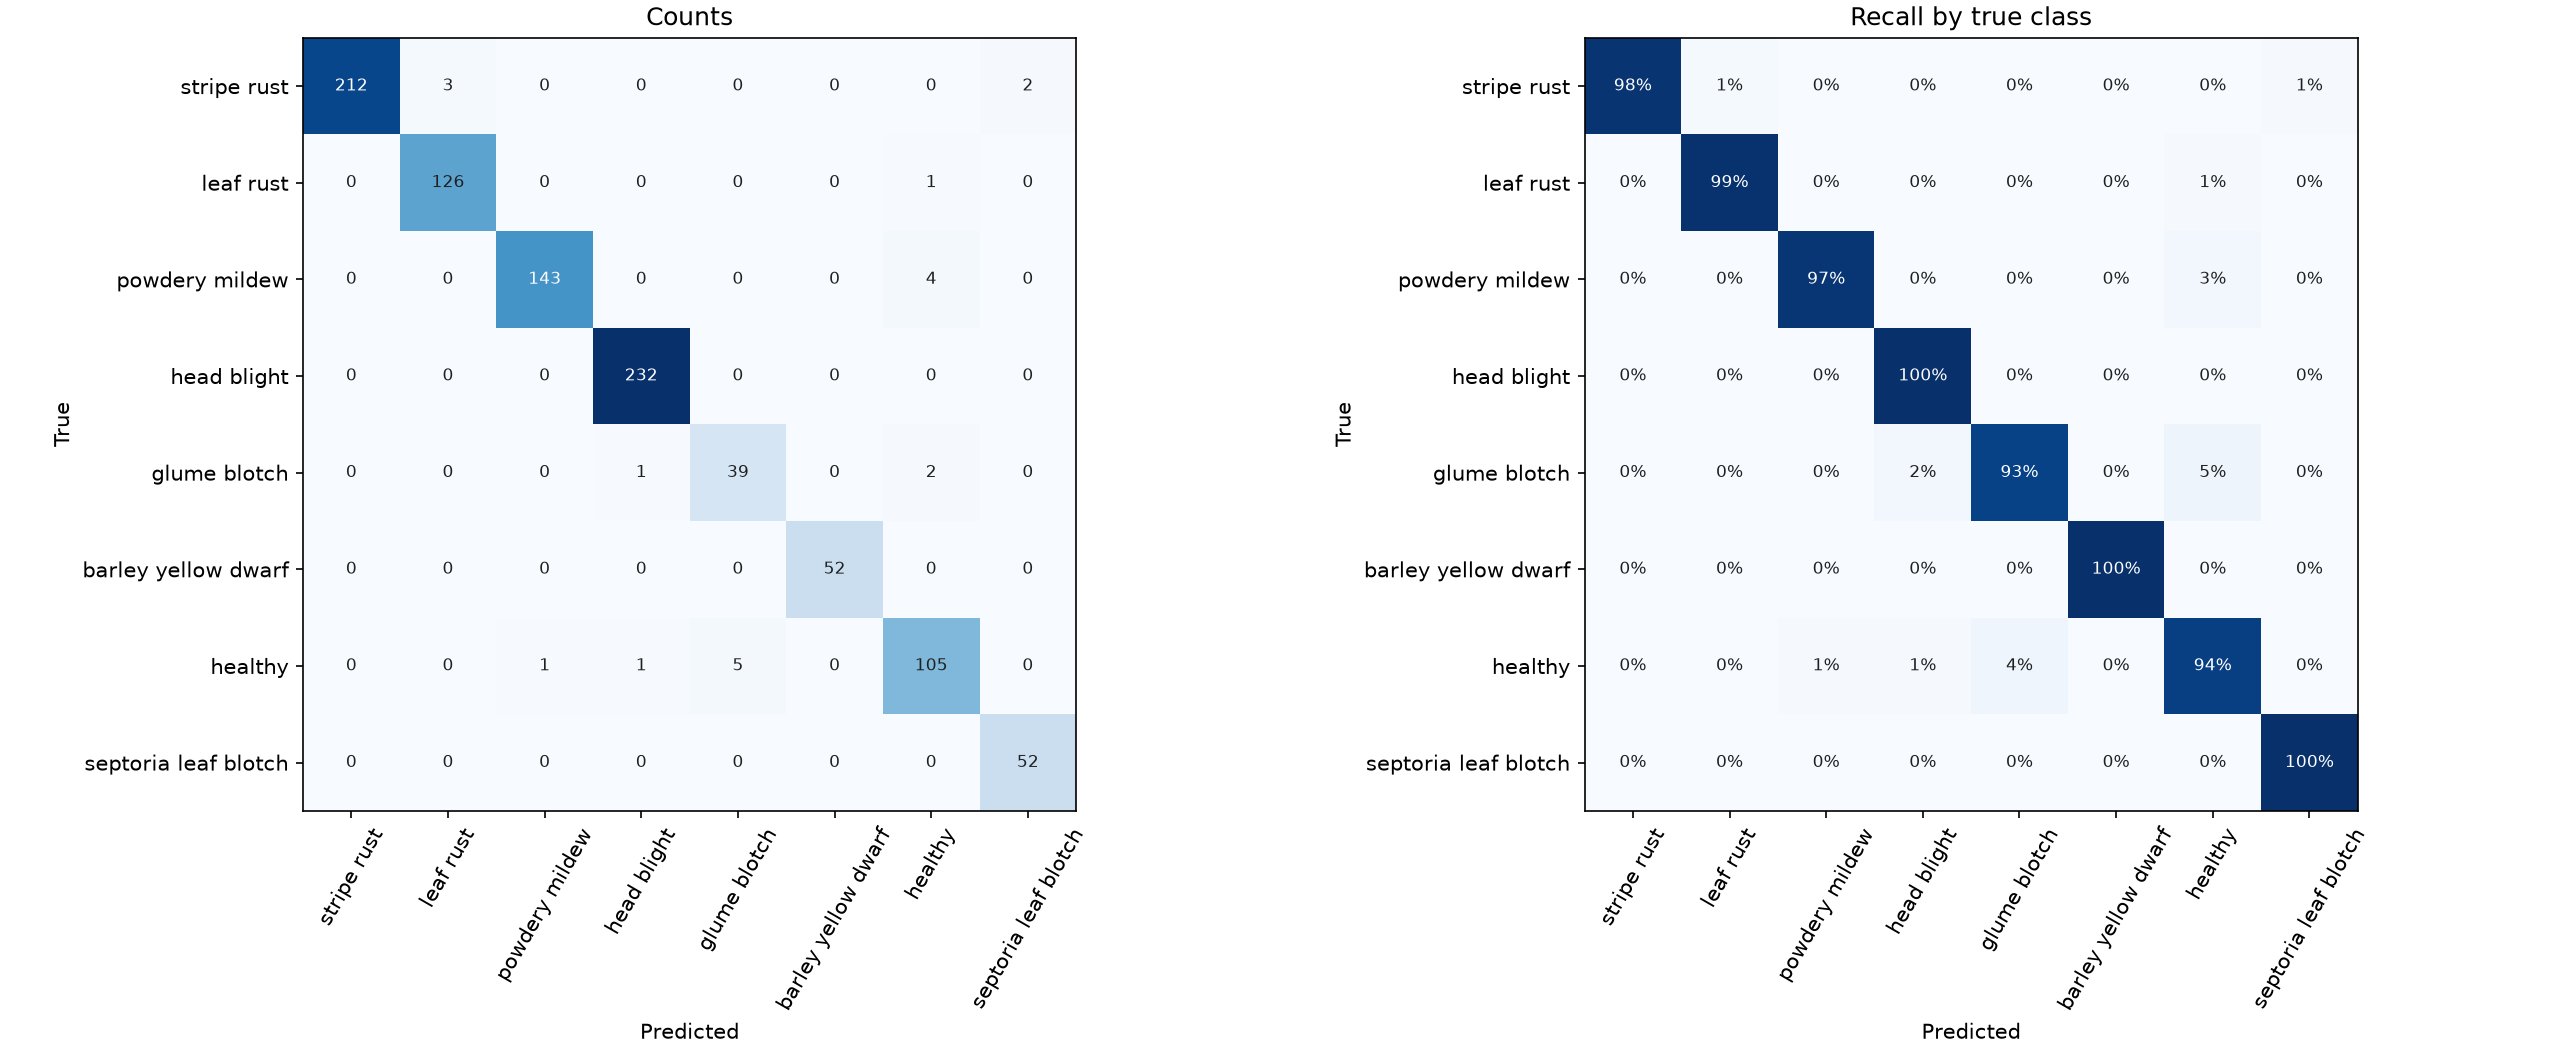 Counts
stripe rust 212 3 0 0 0 0 0 2
leaf rust 0 126 0 0 0 0 1 0
powdery mildew 0 0 143 0 0 0 4 0
head blight 0 0 0 232 0 0 0 0
glume blotch 0 0 0 1 39 0 2 0
barley yellow dwarf 0 0 0 0 0 52 0 0
healthy 0 0 1 1 5 0 105 0
septoria leaf blotch 0 0 0 0 0 0 0 52
True
stripe rust
leaf rust
powdery mildew
head blight
glume blotch
barley yellow dwarf
healthy
septoria leaf blotch
Predicted
Recall by true class
stripe rust 98% 1% 0% 0% 0% 0% 0% 1%
leaf rust 0% 99% 0% 0% 0% 0% 1% 0%
powdery mildew 0% 0% 97% 0% 0% 0% 3% 0%
head blight 0% 0% 0% 100% 0% 0% 0% 0%
glume blotch 0% 0% 0% 2% 93% 0% 5% 0%
barley yellow dwarf 0% 0% 0% 0% 0% 100% 0% 0%
healthy 0% 0% 1% 1% 4% 0% 94% 0%
septoria leaf blotch 0% 0% 0% 0% 0% 0% 0% 100%
True
stripe rust
leaf rust
powdery mildew
head blight
glume blotch
barley yellow dwarf
healthy
septoria leaf blotch
Predicted